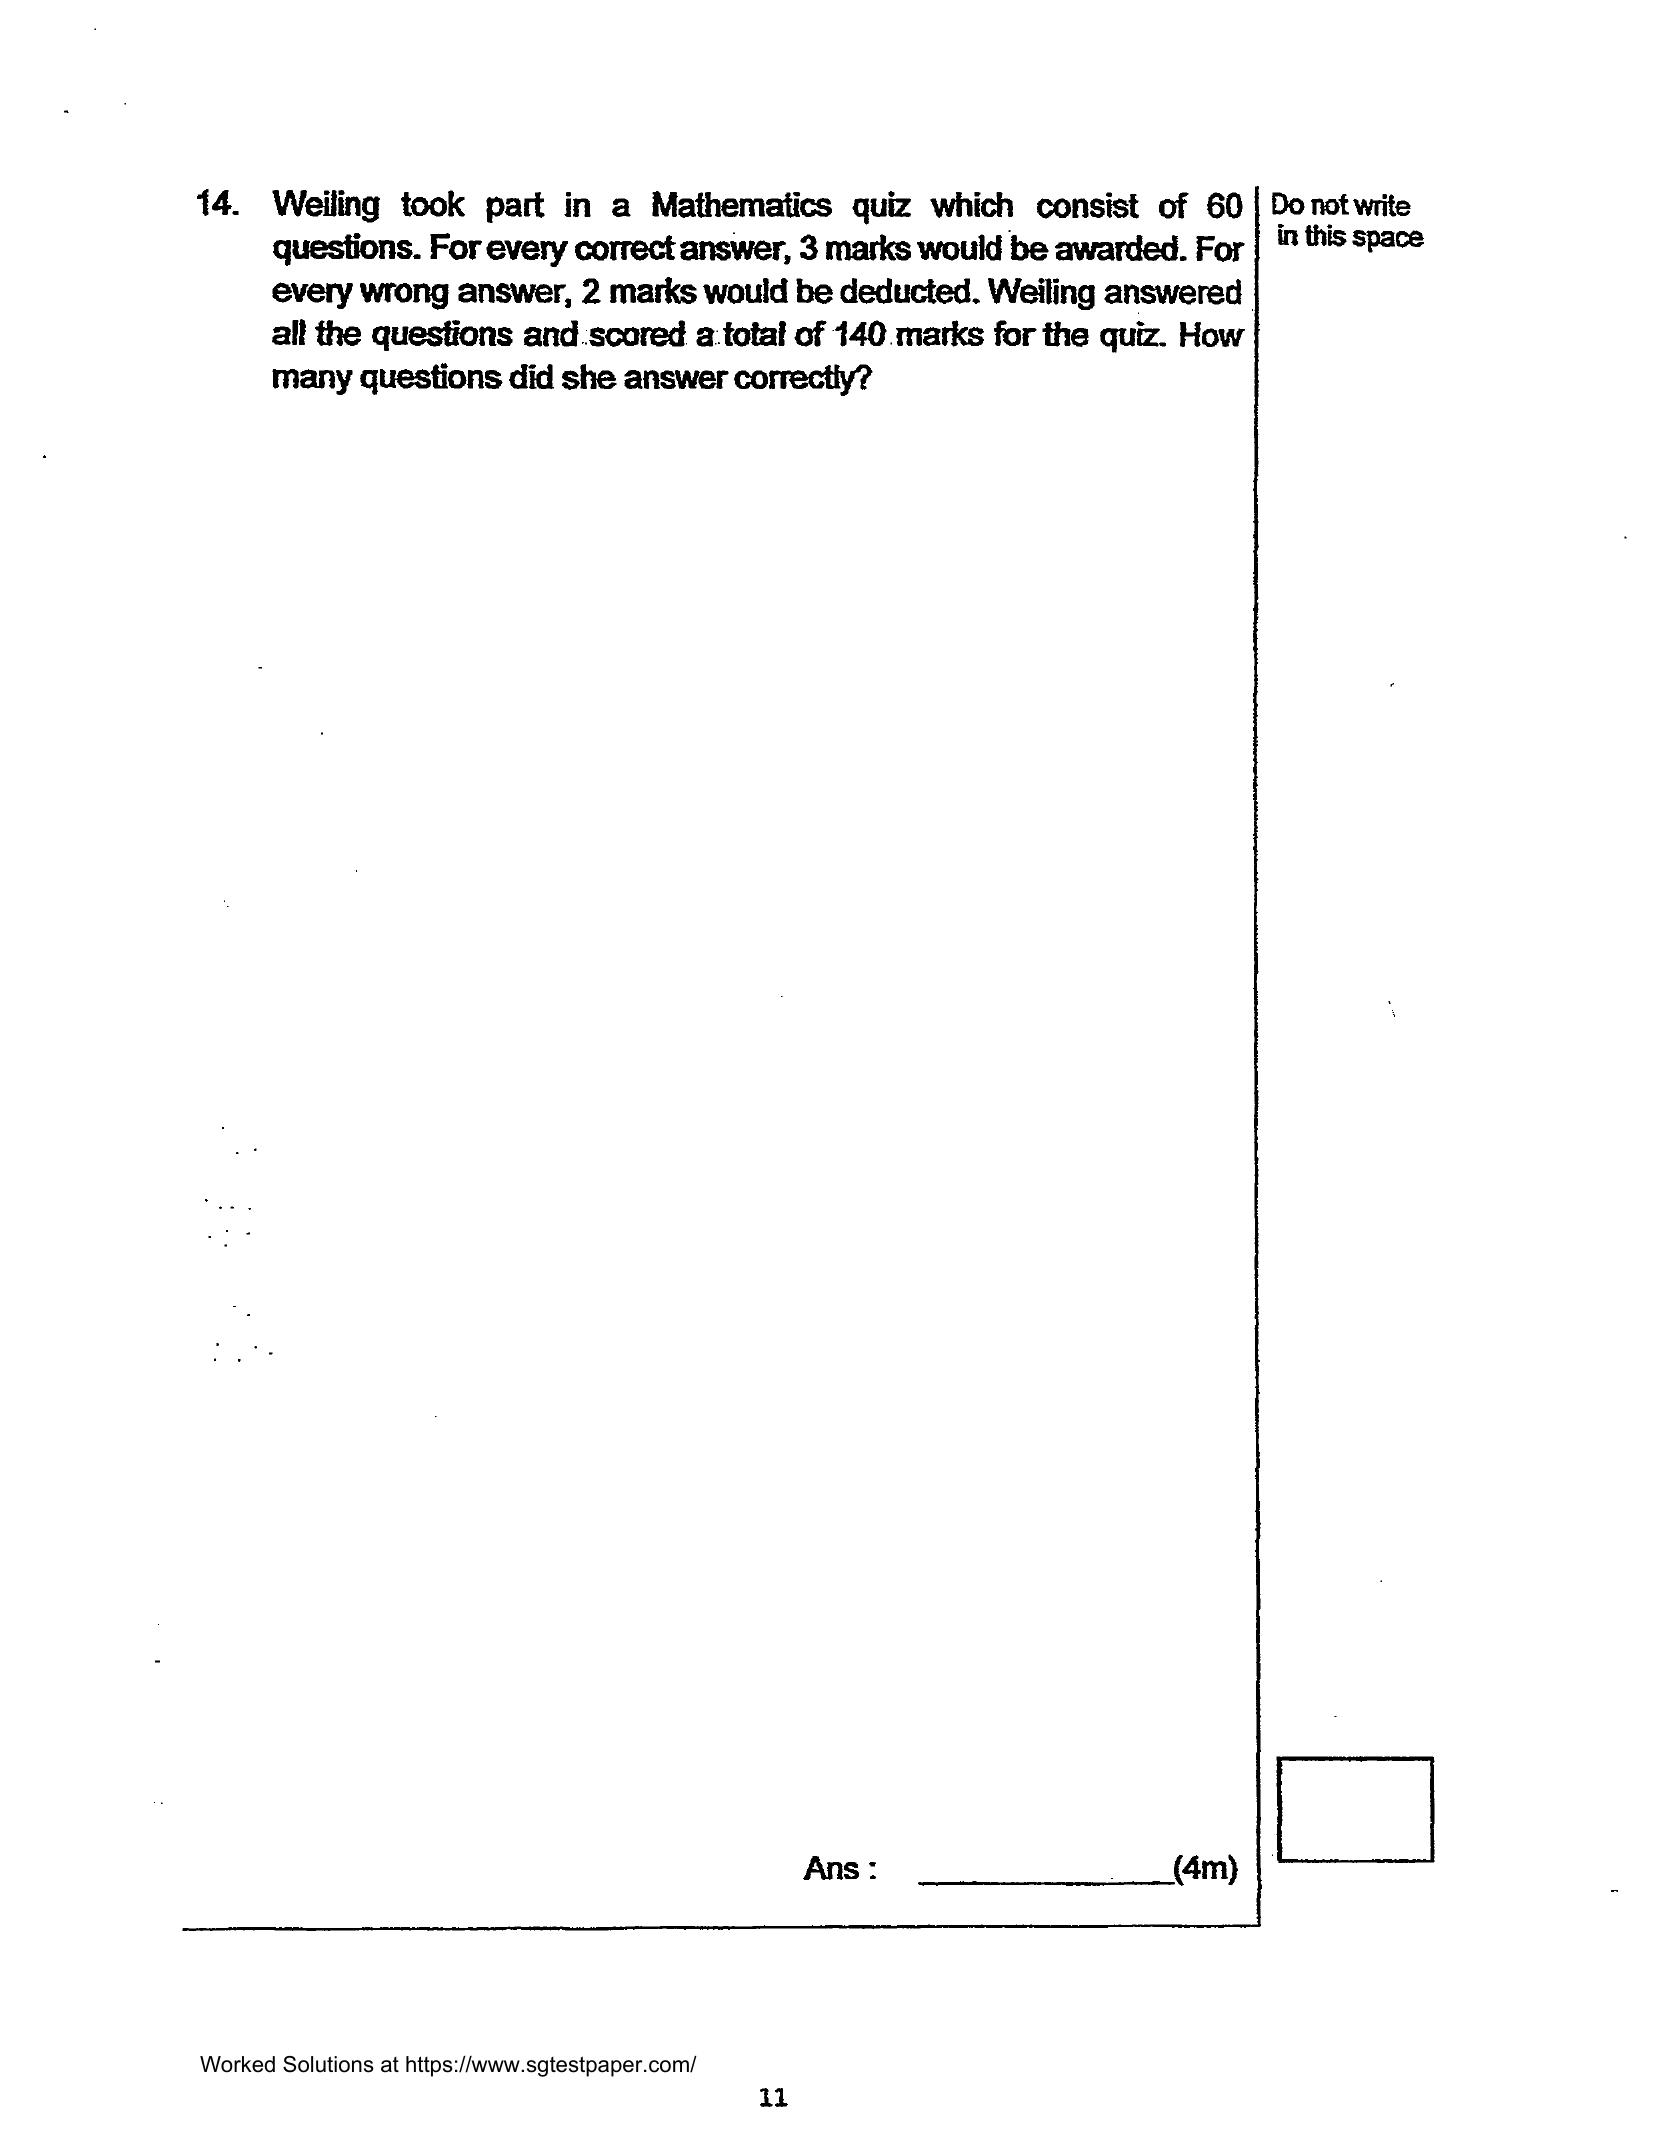 14. Weiling took part in a Mathematics quiz which consist of 60
questions. For every correct answer, 3 marks would be awarded. For
every wrong answer, 2 marks would be deducted. Weiling answered
all the questions and scored a total of 140 marks for the quiz. How
many questions did she answer correctly?
Do not write
in this space
Ans : ________________(4m)
Worked Solutions at https://www.sgtestpaper.com/
11